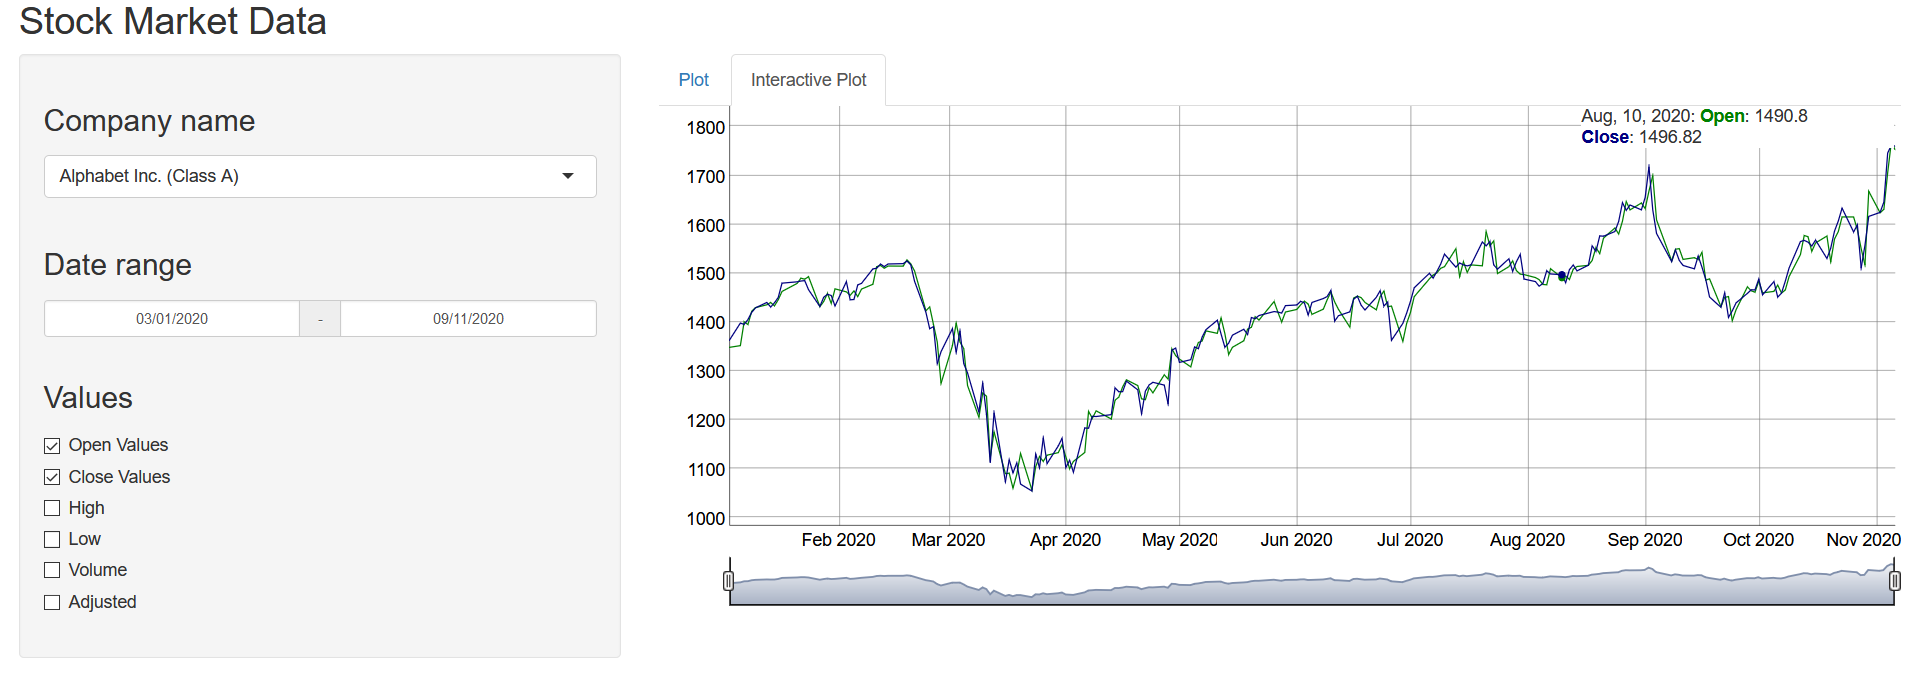 Stock Market Data
Company name
Alphabet Inc. (Class A)
Date range
03/01/2020 - 09/11/2020
Values
Open Values
Close Values
High
Low
Volume
Adjusted
Plot Interactive Plot
Aug, 10, 2020: Open: 1490.8
Close: 1496.82
1800
1700
1600
1500
1400
1300
1200
1100
1000
Feb 2020 Mar 2020 Apr 2020 May 2020 Jun 2020 Jul 2020 Aug 2020 Sep 2020 Oct 2020 Nov 2020